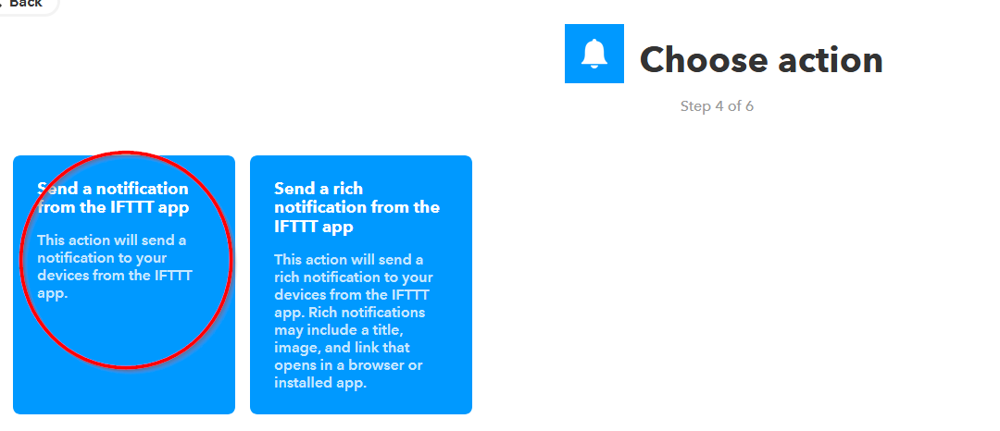 Back
Choose action
Step 4 of 6
Send a notification
from the IFTTT app
This action will send a
notification to your
devices from the IFTTT
app.
Send a rich
notification from the
IFTTT app
This action will send a
rich notification to your
devices from the IFTTT
app. Rich notifications
may include a title,
image, and link that
opens in a browser or
installed app.